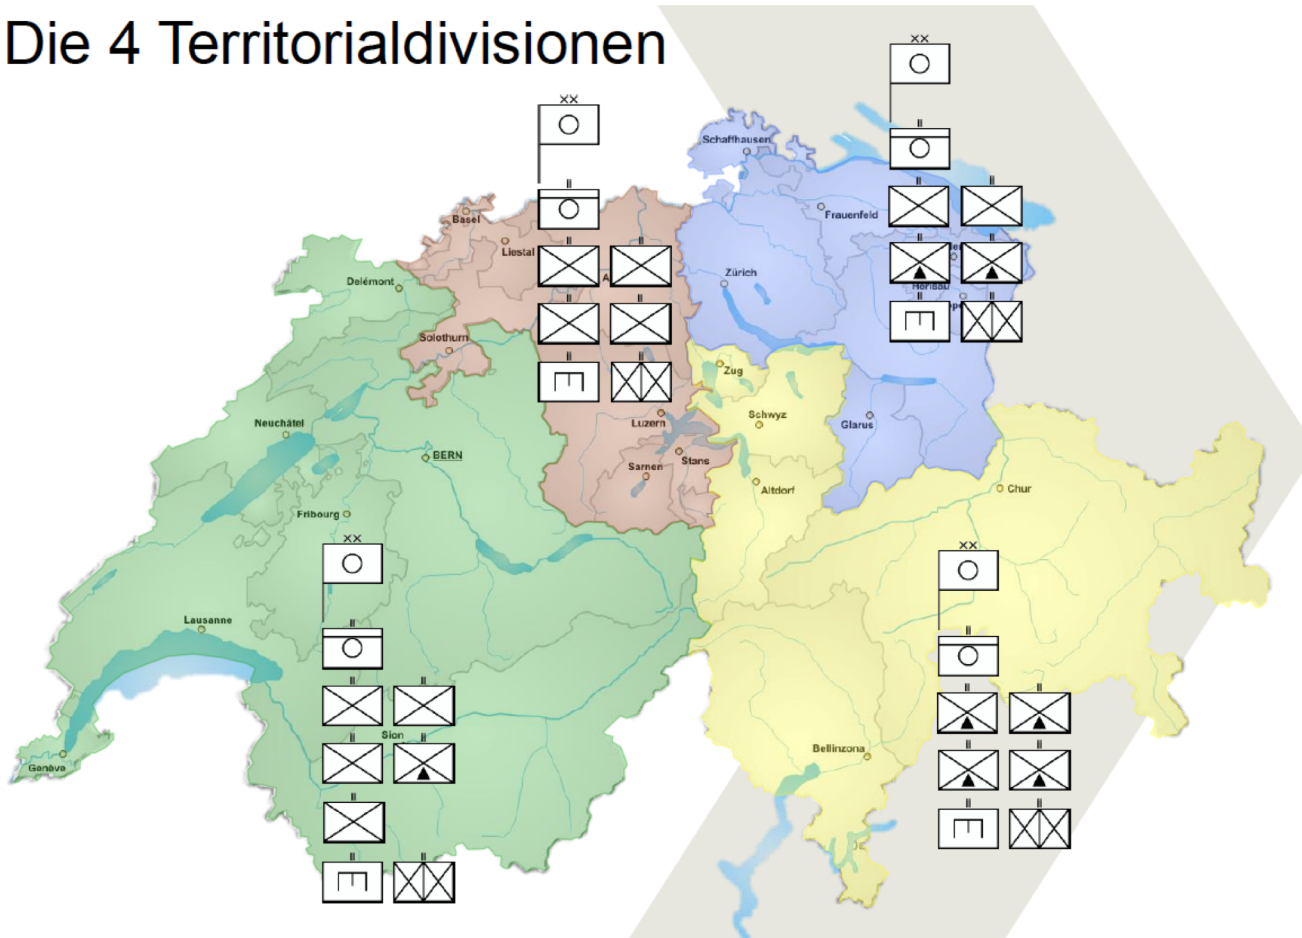 Die 4 Territorialdivisionen
Schaffhausen
Basel
Liestal
Frauenfeld
Delémont
Zürich
Herisau
Solothurn
Zug
Neuchâtel
Luzern
Schwyz
Glarus
BERN
Stans
Sarnen
Altdorf
Chur
Fribourg
Lausanne
Sion
Bellinzona
Genève